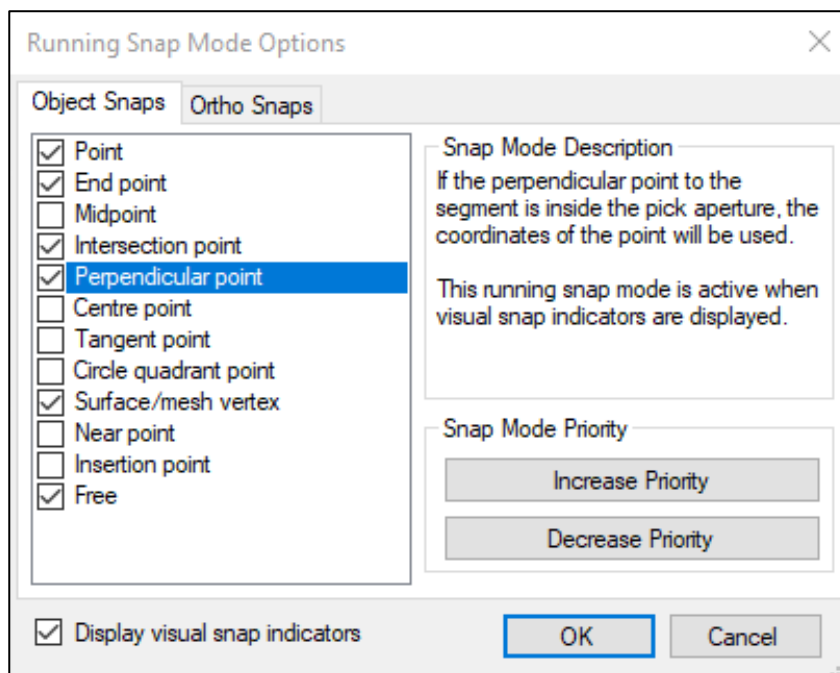 Running Snap Mode Options
Object Snaps
Ortho Snaps
Point
End point
Midpoint
Intersection point
Perpendicular point
Centre point
Tangent point
Circle quadrant point
Surface/mesh vertex
Near point
Insertion point
Free
Snap Mode Description
If the perpendicular point to the
segment is inside the pick aperture, the
coordinates of the point will be used.
This running snap mode is active when
visual snap indicators are displayed.
Snap Mode Priority
Increase Priority
Decrease Priority
Display visual snap indicators
OK
Cancel